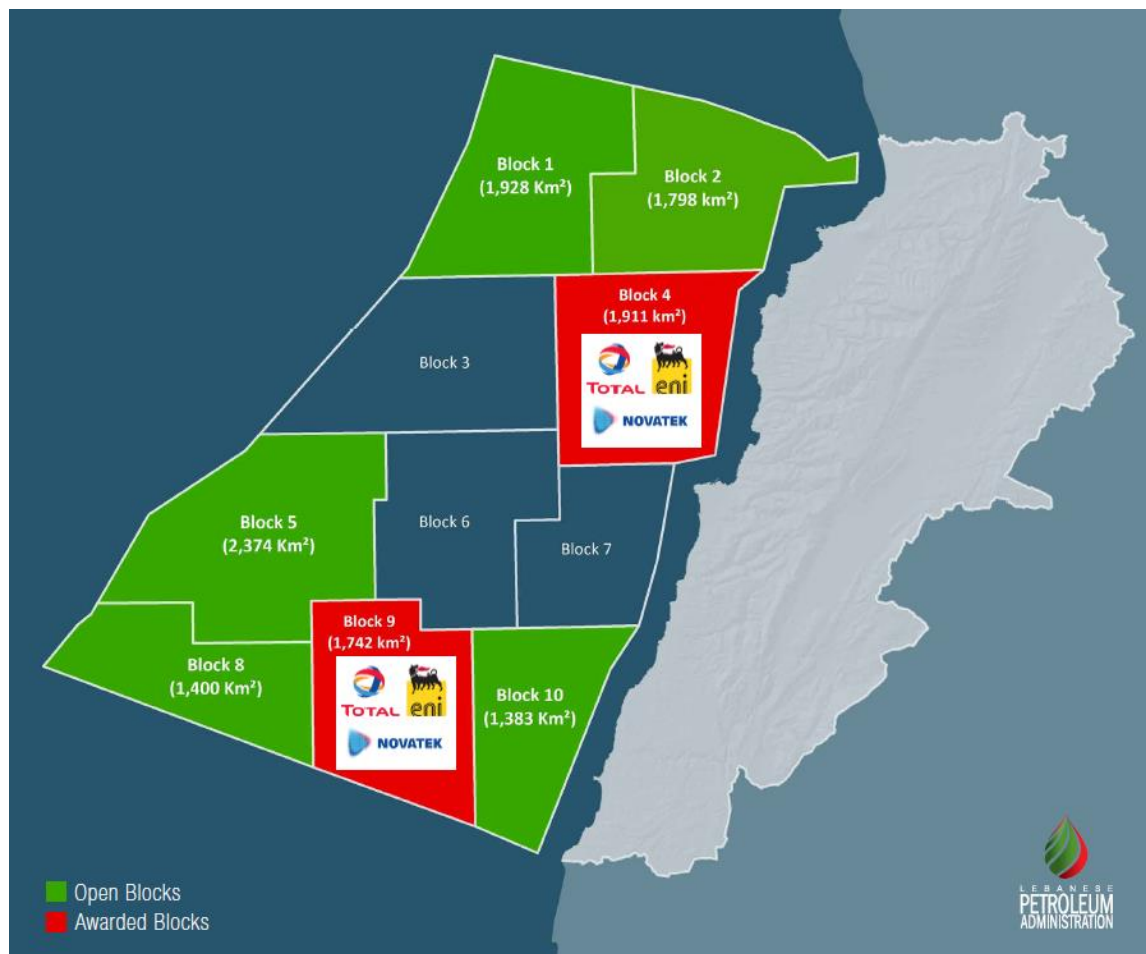 Block 1
(1,928 Km²)
Block 2
(1,798 km²)
Block 3
Block 4
(1,911 km²)
TOTAL
eni
NOVATEK
Block 5
(2,374 Km²)
Block 6
Block 7
Block 8
(1,400 Km²)
Block 9
(1,742 km²)
TOTAL
eni
NOVATEK
Block 10
(1,383 Km²)
Open Blocks
Awarded Blocks
LEBANESE
PETROLEUM
ADMINISTRATION